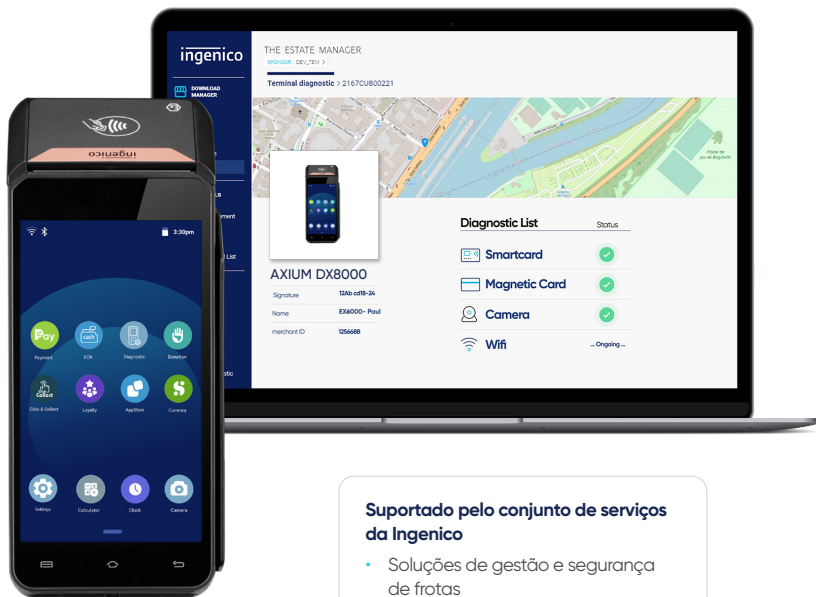 ingenico
THE ESTATE MANAGER
SPONSOR DEV_TEM >
DOWNLOAD
MANAGER
Terminal diagnostic > 2167CU800221
Diagnostic List
Status
Smartcard
Magnetic Card
Camera
Wifi
... Ongoing ...
AXIUM DX8000
Signature
12Ab cd18-24
Name
EX6000- Paul
merchant ID
125668B
List
ingenico
3:30pm
Pay
cash
Payment
ECR
Diagnostic
Donation
Collect
Click & Collect
Loyalty
AppStore
Currency
Settings
Calculator
Clock
Camera
Suportado pelo conjunto de serviços
da Ingenico
• Soluções de gestão e segurança
de frotas